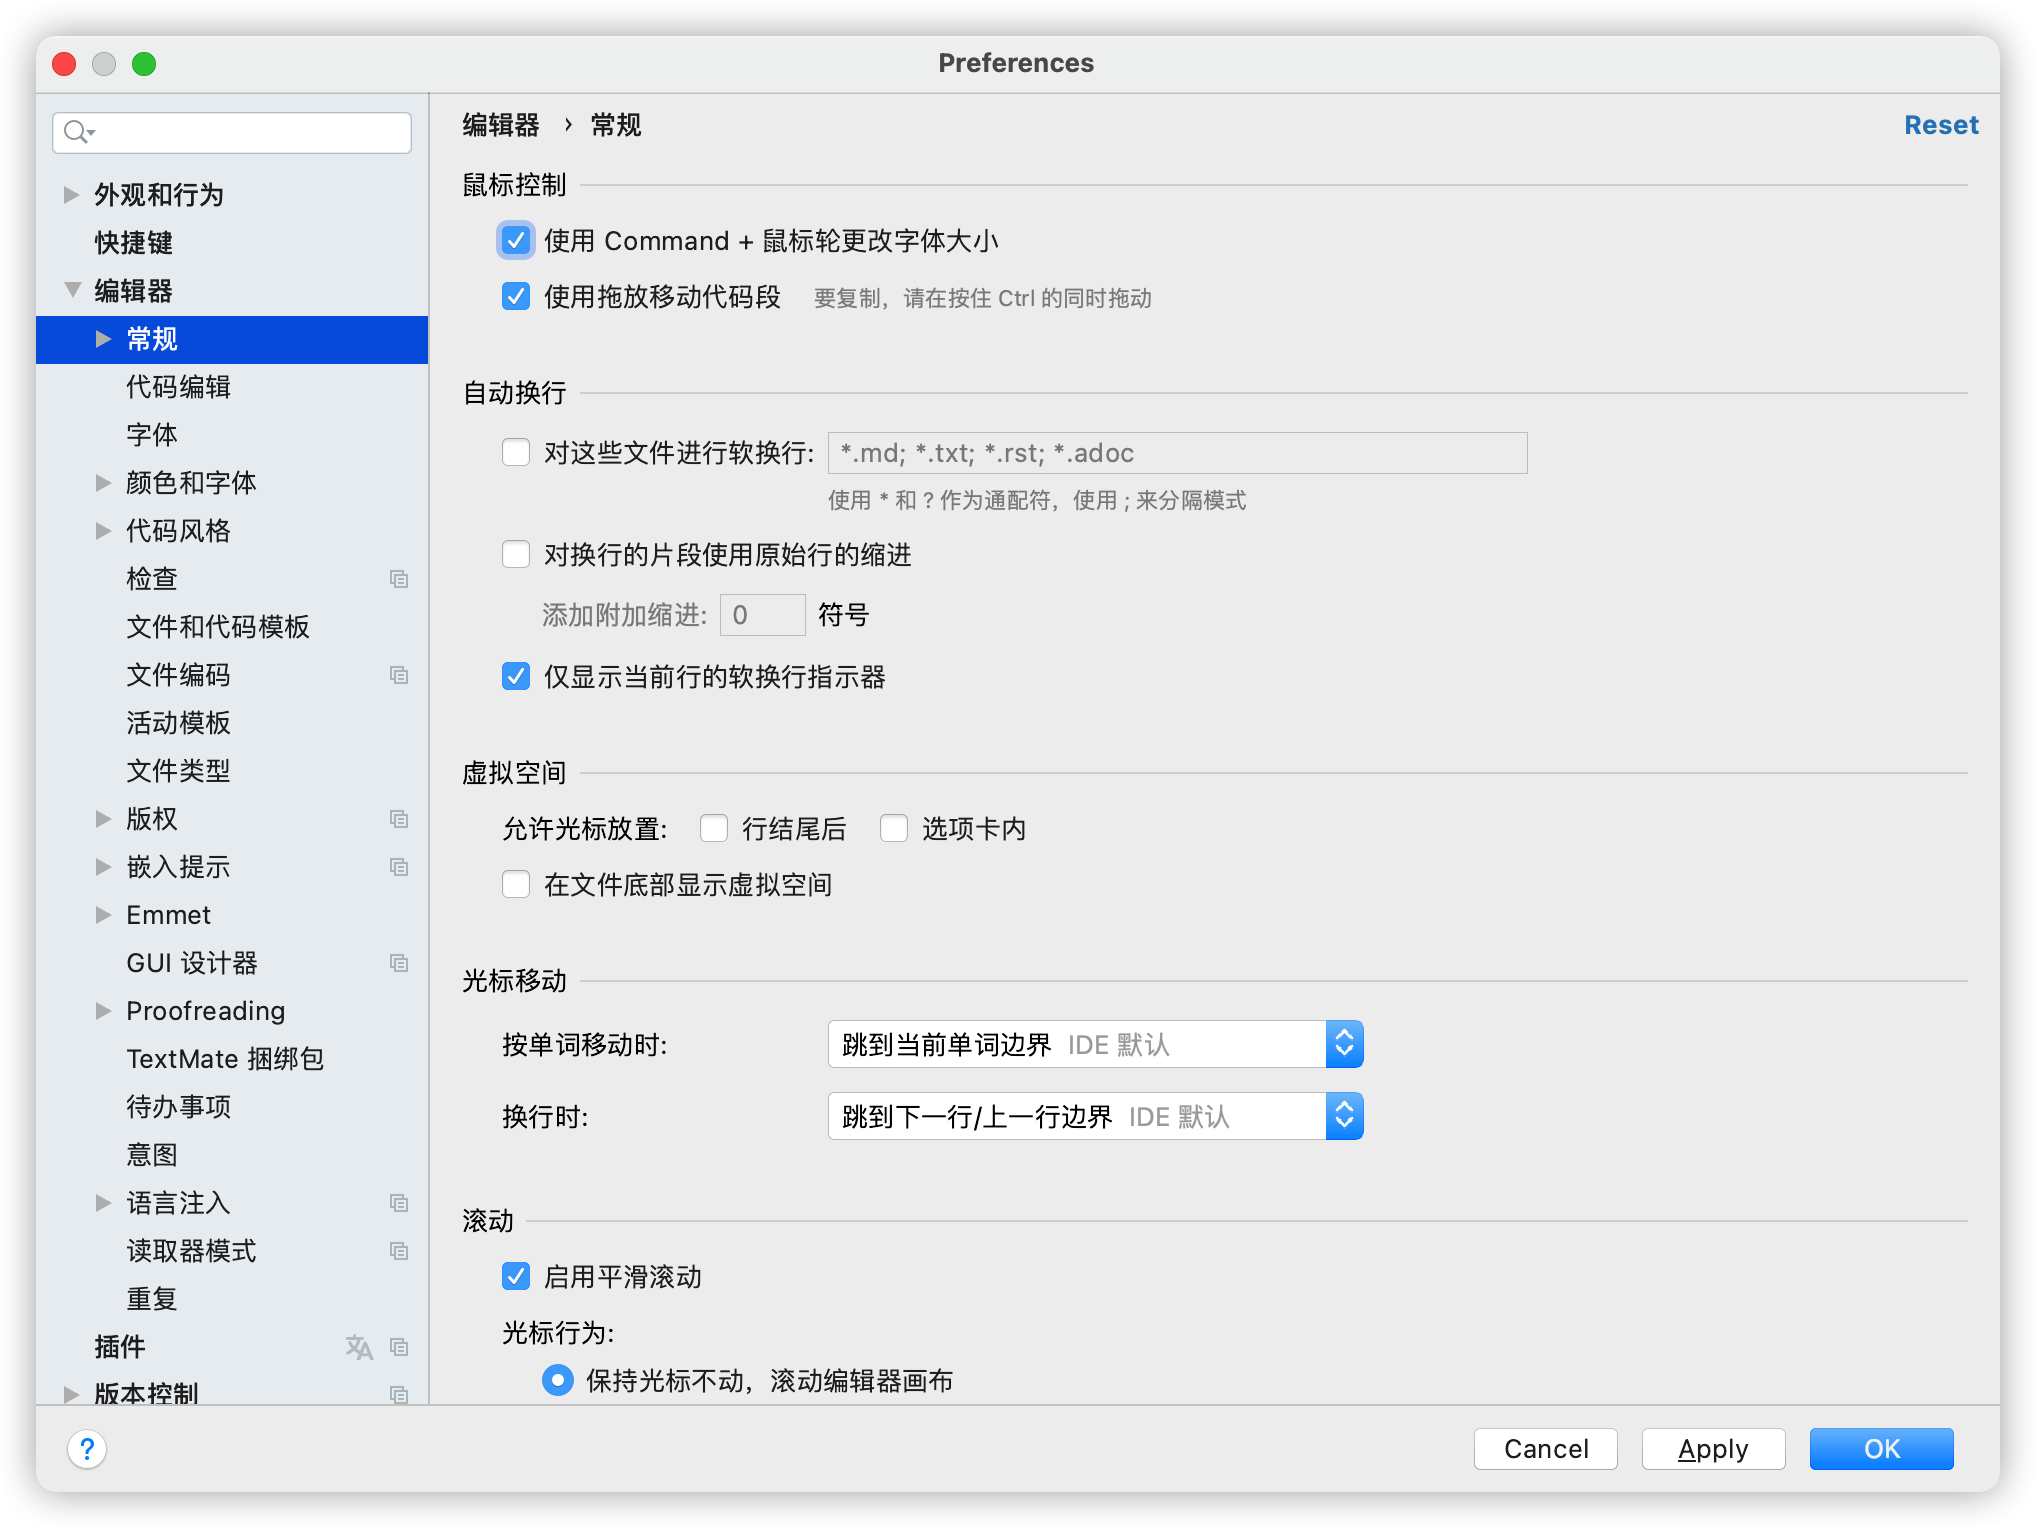 Preferences
外观和行为
快捷键
编辑器
常规
代码编辑
字体
颜色和字体
代码风格
检查
文件和代码模板
文件编码
活动模板
文件类型
版权
嵌入提示
Emmet
GUI 设计器
Proofreading
TextMate 捆绑包
待办事项
意图
语言注入
读取器模式
重复
插件
版本控制
编辑器 › 常规
Reset
鼠标控制
使用 Command + 鼠标轮更改字体大小
使用拖放移动代码段 要复制，请在按住 Ctrl 的同时拖动
自动换行
对这些文件进行软换行: *.md; *.txt; *.rst; *.adoc
使用 * 和 ? 作为通配符，使用 ; 来分隔模式
对换行的片段使用原始行的缩进
添加附加缩进: 0 符号
仅显示当前行的软换行指示器
虚拟空间
允许光标放置: 行结尾后 选项卡内
在文件底部显示虚拟空间
光标移动
按单词移动时: 跳到当前单词边界 IDE 默认
换行时: 跳到下一行/上一行边界 IDE 默认
滚动
启用平滑滚动
光标行为:
保持光标不动，滚动编辑器画布
?
Cancel
Apply
OK